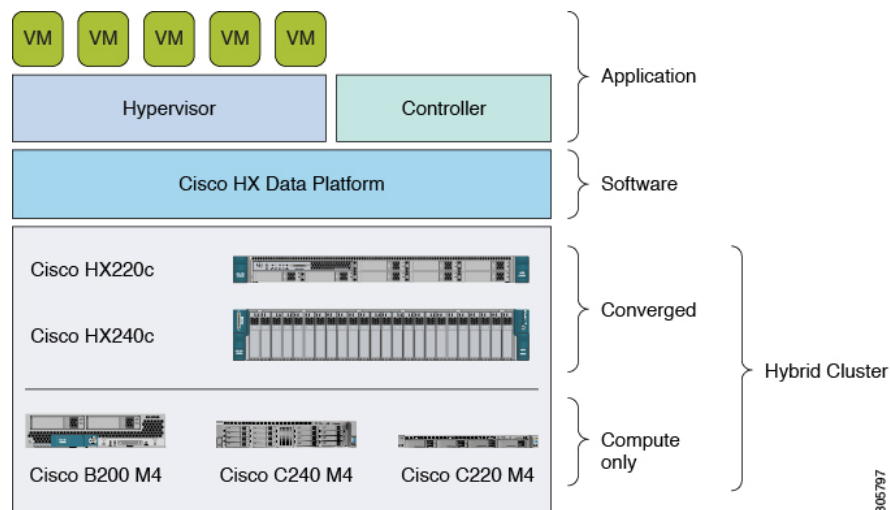 VM VM VM VM VM
Hypervisor
Controller
Application
Cisco HX Data Platform
Software
Cisco HX220c
Cisco HX240c
Converged
Hybrid Cluster
Cisco B200 M4
Cisco C240 M4
Cisco C220 M4
Compute
only
305797